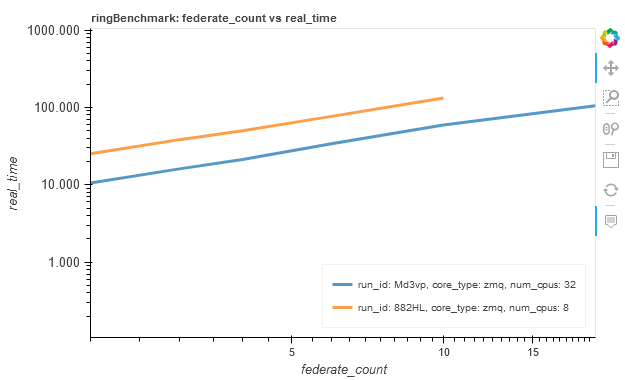 ringBenchmark: federate_count vs real_time
1000.000
100.000
10.000
1.000
real_time
run_id: Md3vp, core_type: zmq, num_cpus: 32
run_id: 882HL, core_type: zmq, num_cpus: 8
5
10
15
federate_count